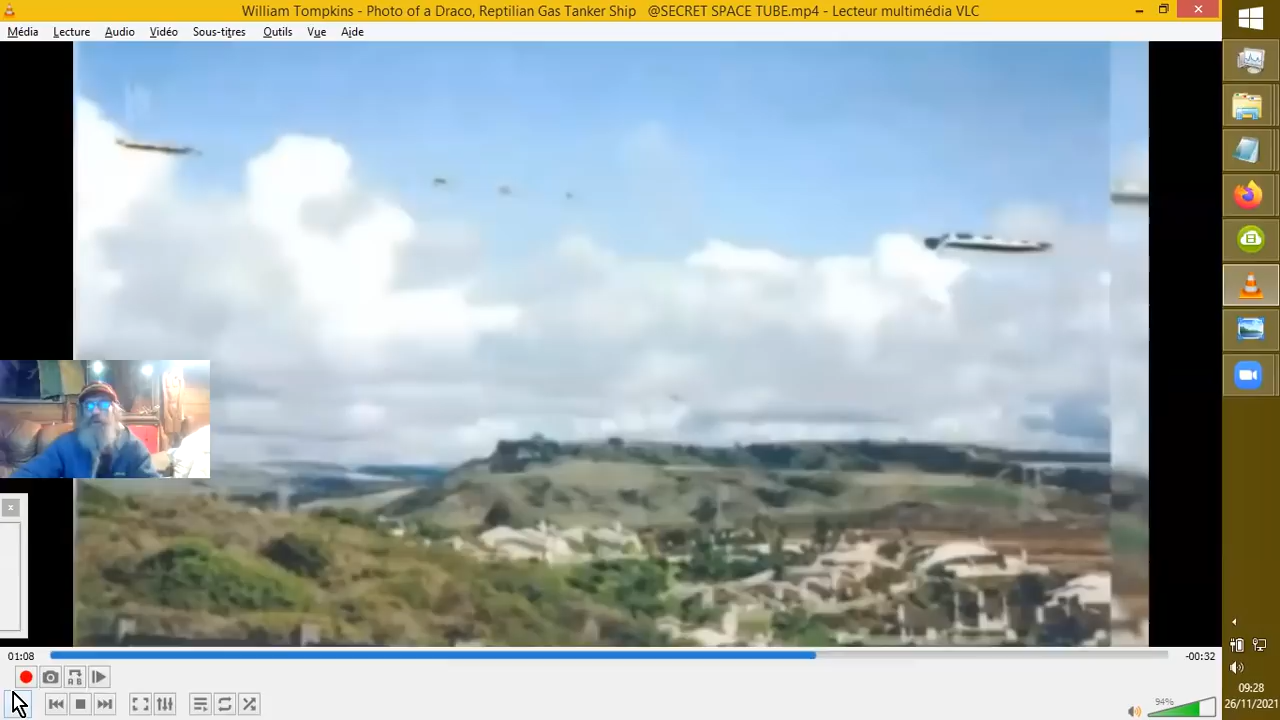 William Tompkins - Photo of a Draco, Reptilian Gas Tanker Ship @SECRET SPACE TUBE.mp4 - Lecteur multimédia VLC
Média Lecture Audio Vidéo Sous-titres Outils Vue Aide
01:08
-00:32
94%
09:28
26/11/2021